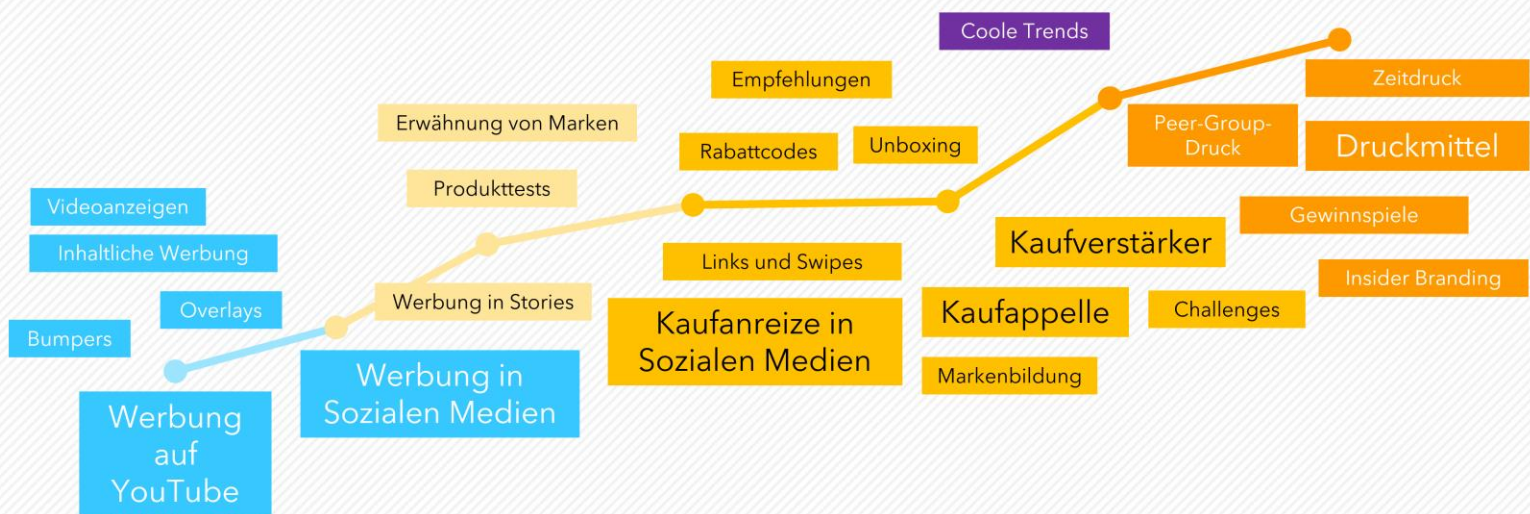 Coole Trends
Empfehlungen
Zeitdruck
Erwähnung von Marken
Peer-Group-
Druck
Druckmittel
Rabattcodes
Unboxing
Produkttests
Videoanzeigen
Gewinnspiele
Inhaltliche Werbung
Kaufverstärker
Links und Swipes
Insider Branding
Werbung in Stories
Overlays
Kaufappelle
Challenges
Bumpers
Kaufanreize in
Sozialen Medien
Werbung in
Sozialen Medien
Markenbildung
Werbung
auf
YouTube